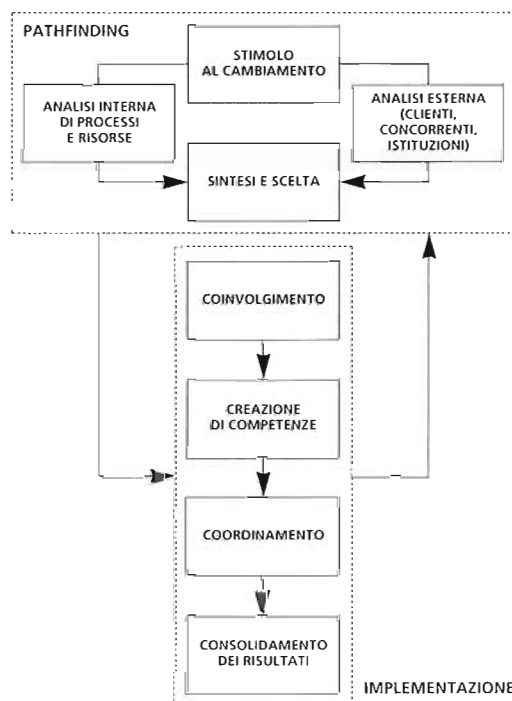 PATHFINDING
STIMOLO
AL CAMBIAMENTO
ANALISI INTERNA
DI PROCESSI
E RISORSE
ANALISI ESTERNA
(CLIENTI,
CONCORRENTI,
ISTITUZIONI)
SINTESI E SCELTA
COINVOLGIMENTO
CREAZIONE
DI COMPETENZE
COORDINAMENTO
CONSOLIDAMENTO
DEI RISULTATI
IMPLEMENTAZIONE